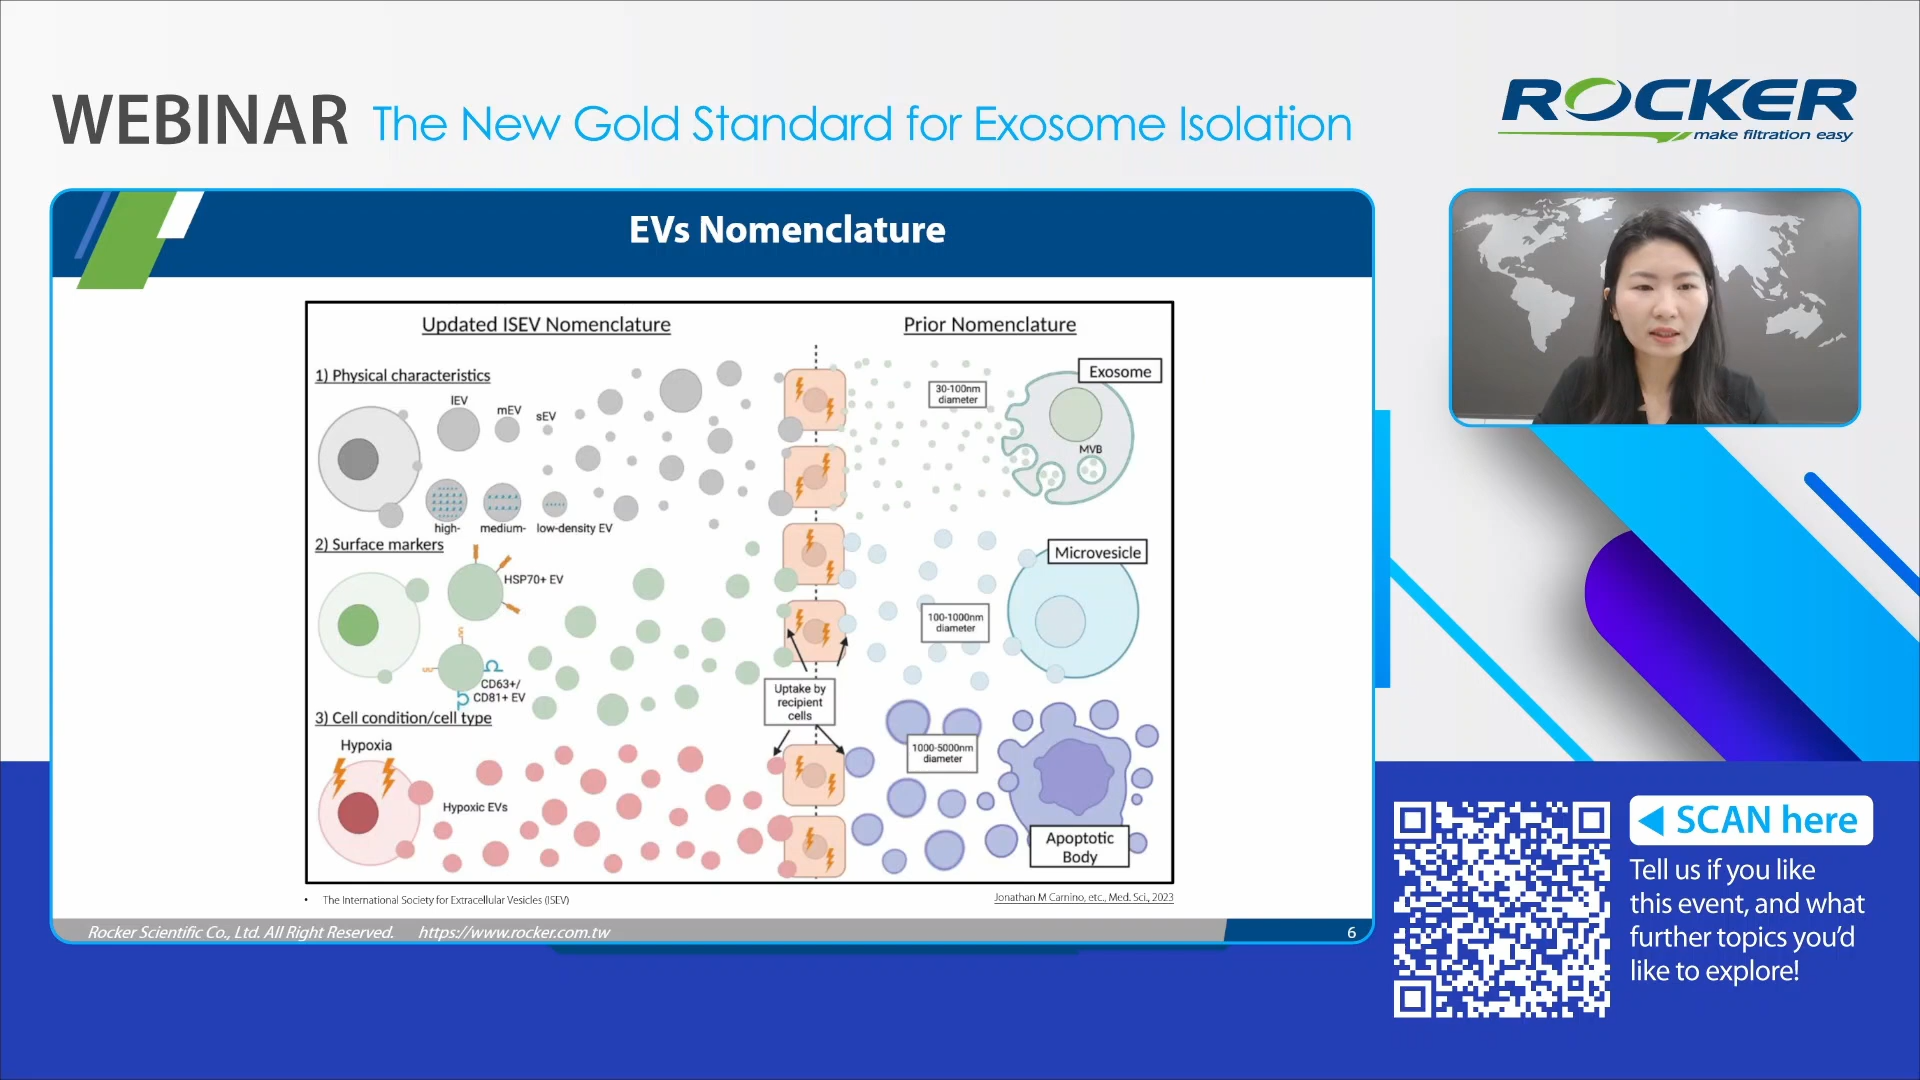 WEBINAR The New Gold Standard for Exosome Isolation
ROCKER
make filtration easy
EVs Nomenclature
Updated ISEV Nomenclature
Prior Nomenclature
1) Physical characteristics
lEV
mEV
sEV
high-
medium-
low-density EV
30-100nm
diameter
Exosome
MVB
2) Surface markers
HSP70+ EV
CD63+/
CD81+ EV
Microvesicle
100-1000nm
diameter
Uptake by
recipient
cells
3) Cell condition/cell type
Hypoxia
Hypoxic EVs
1000-5000nm
diameter
Apoptotic
Body
• The International Society for Extracellular Vesicles (ISEV)
Jonathan M Carnino, etc., Med. Sci., 2023
Rocker Scientific Co., Ltd. All Right Reserved. https://www.rocker.com.tw
6
SCAN here
Tell us if you like
this event, and what
further topics you’d
like to explore!